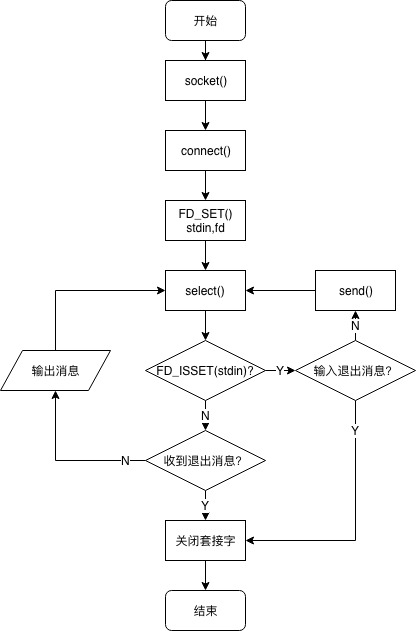 开始
socket()
connect()
FD_SET()
stdin,fd
select()
send()
N
输出消息
FD_ISSET(stdin)?
Y
输入退出消息?
N
Y
收到退出消息?
N
Y
关闭套接字
结束